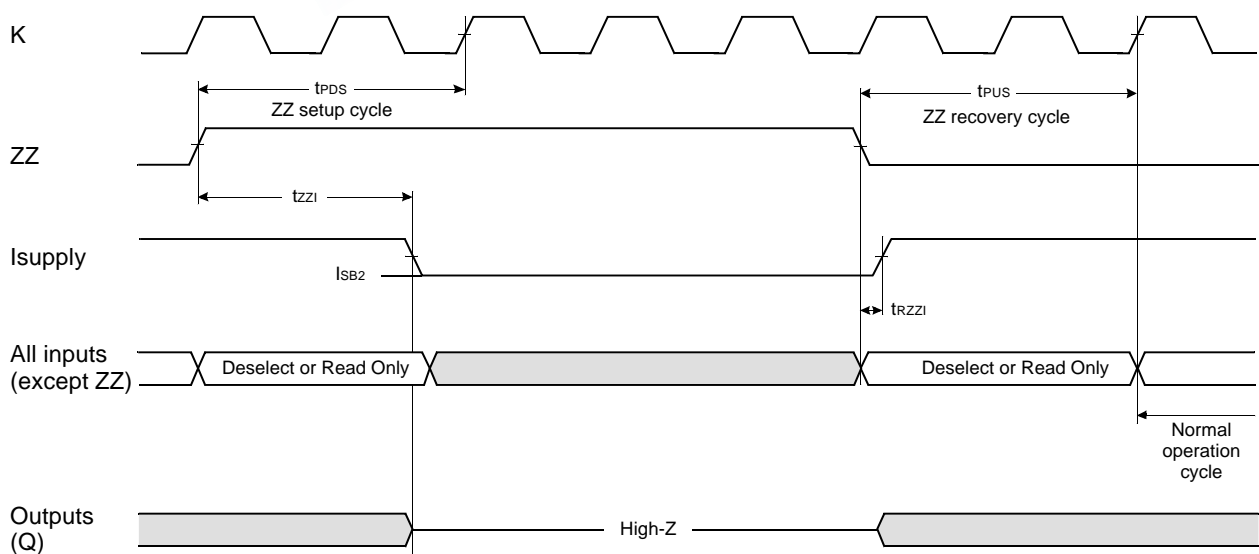 K
tPDS
ZZ setup cycle
tPUS
ZZ recovery cycle
ZZ
tZZI
Isupply
ISB2
tRZZI
All inputs
(except ZZ)
Deselect or Read Only
Deselect or Read Only
Normal
operation
cycle
Outputs
(Q)
High-Z